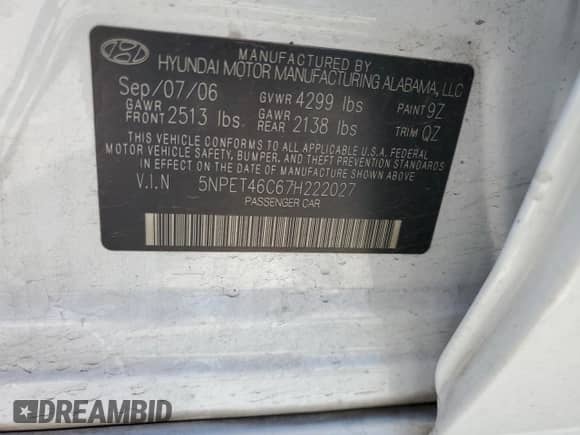 MANUFACTURED BY
HYUNDAI MOTOR MANUFACTURING ALABAMA, LLC
Sep/07/06 GVWR 4299 lbs PAINT 9Z
GAWR FRONT 2513 lbs GAWR REAR 2138 lbs TRIM QZ
THIS VEHICLE CONFORMS TO ALL APPLICABLE U.S.A. FEDERAL
MOTOR VEHICLE SAFETY, BUMPER, AND THEFT PREVENTION STANDARDS
IN EFFECT ON THE DATE OF MANUFACTURE SHOWN ABOVE.
V.I.N 5NPET46C67H222027
PASSENGER CAR
DREAMBID